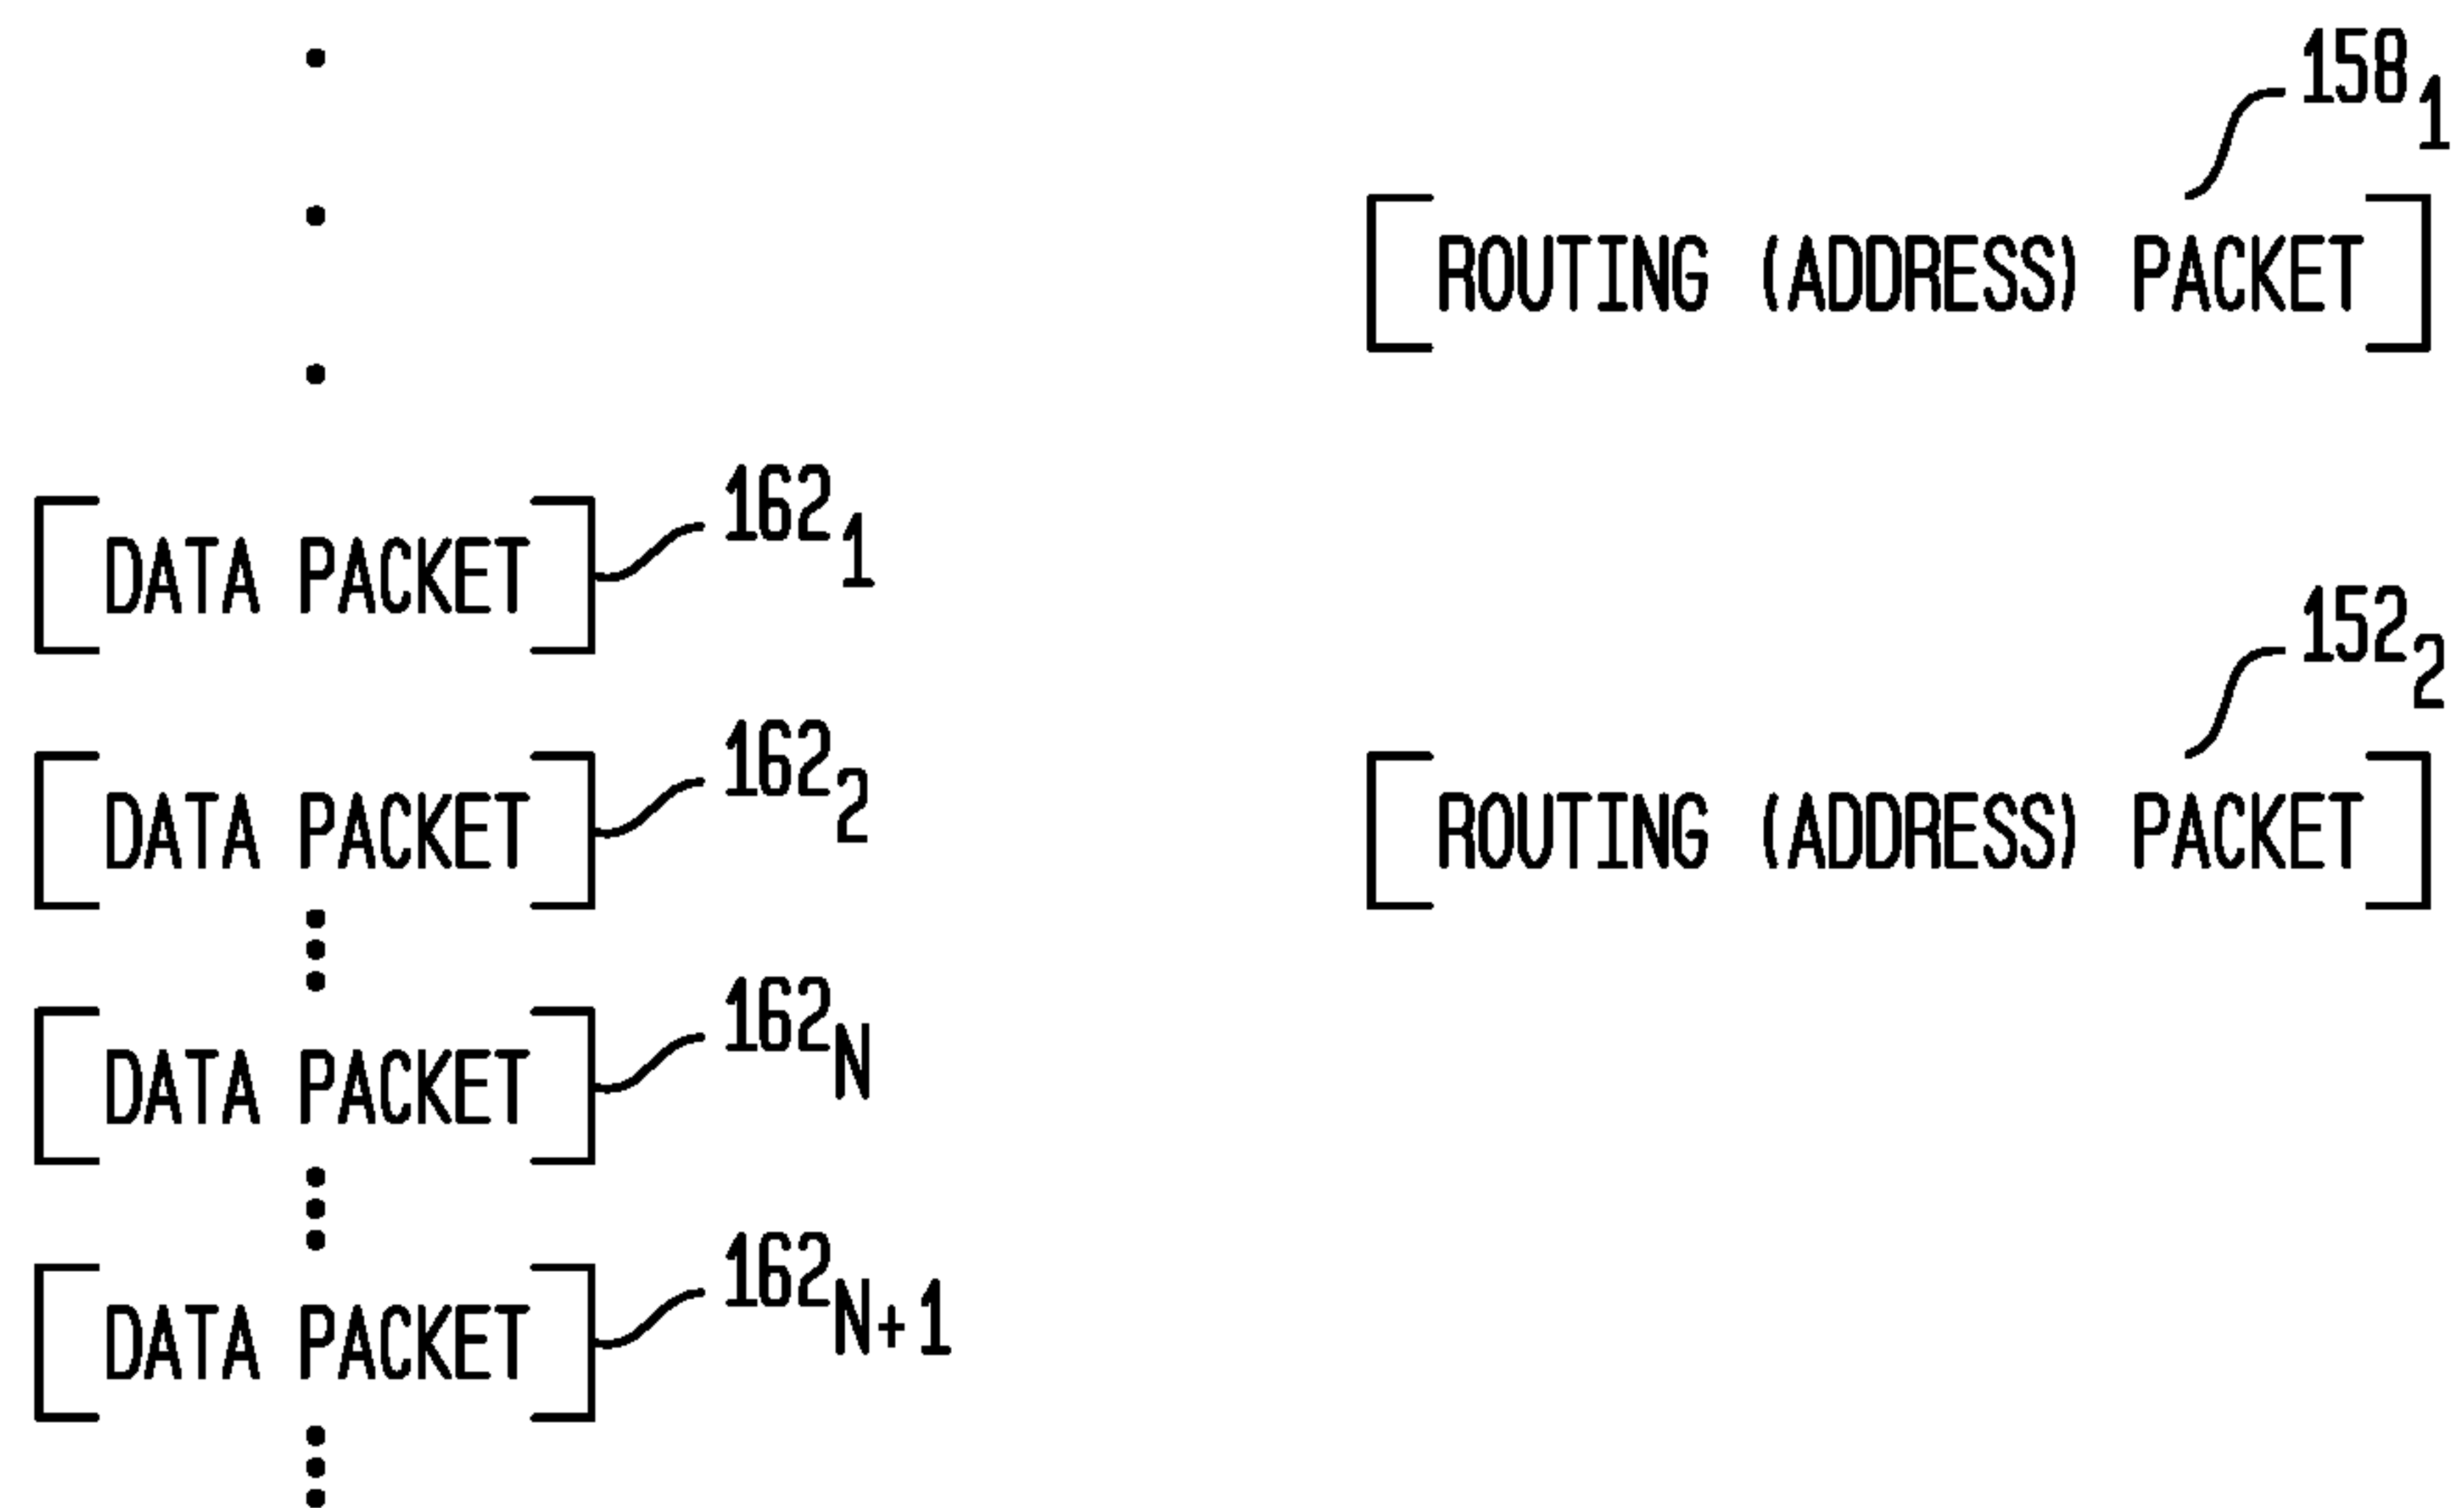 158₁
[ROUTING (ADDRESS) PACKET]
[DATA PACKET] 162₁
[DATA PACKET] 162₂
152₂
[ROUTING (ADDRESS) PACKET]
[DATA PACKET] 162N
[DATA PACKET] 162N+1